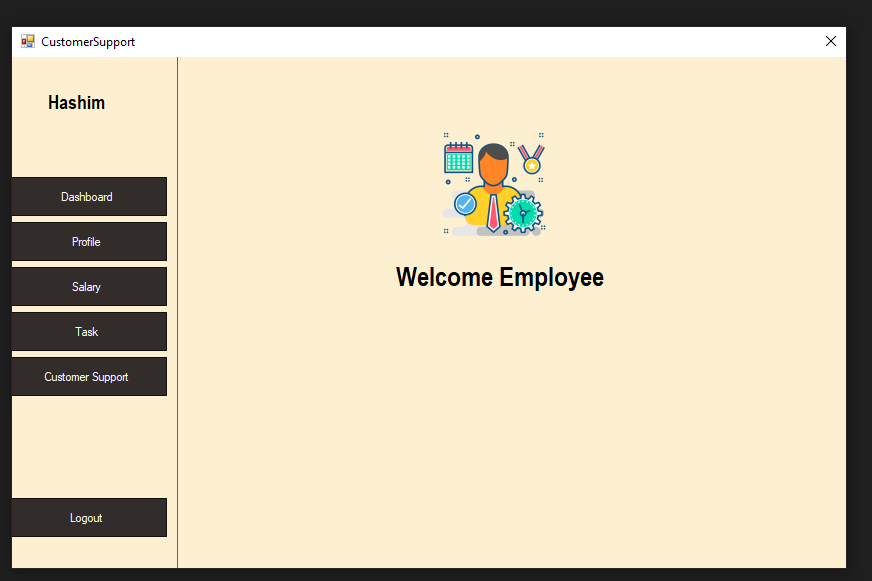 CustomerSupport
Hashim
Dashboard
Profile
Salary
Task
Customer Support
Logout
Welcome Employee